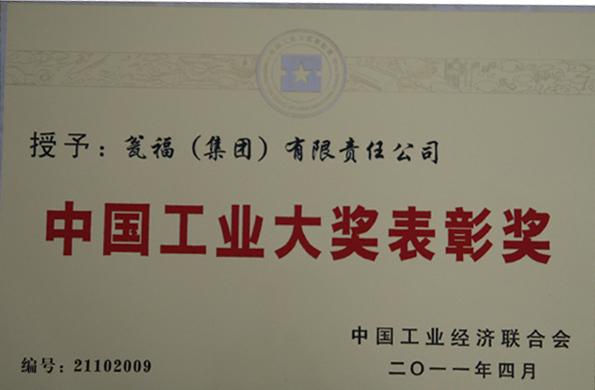 授予：瓮福（集团）有限责任公司
中国工业大奖表彰奖
中国工业经济联合会
编号：21102009
二〇一一年四月